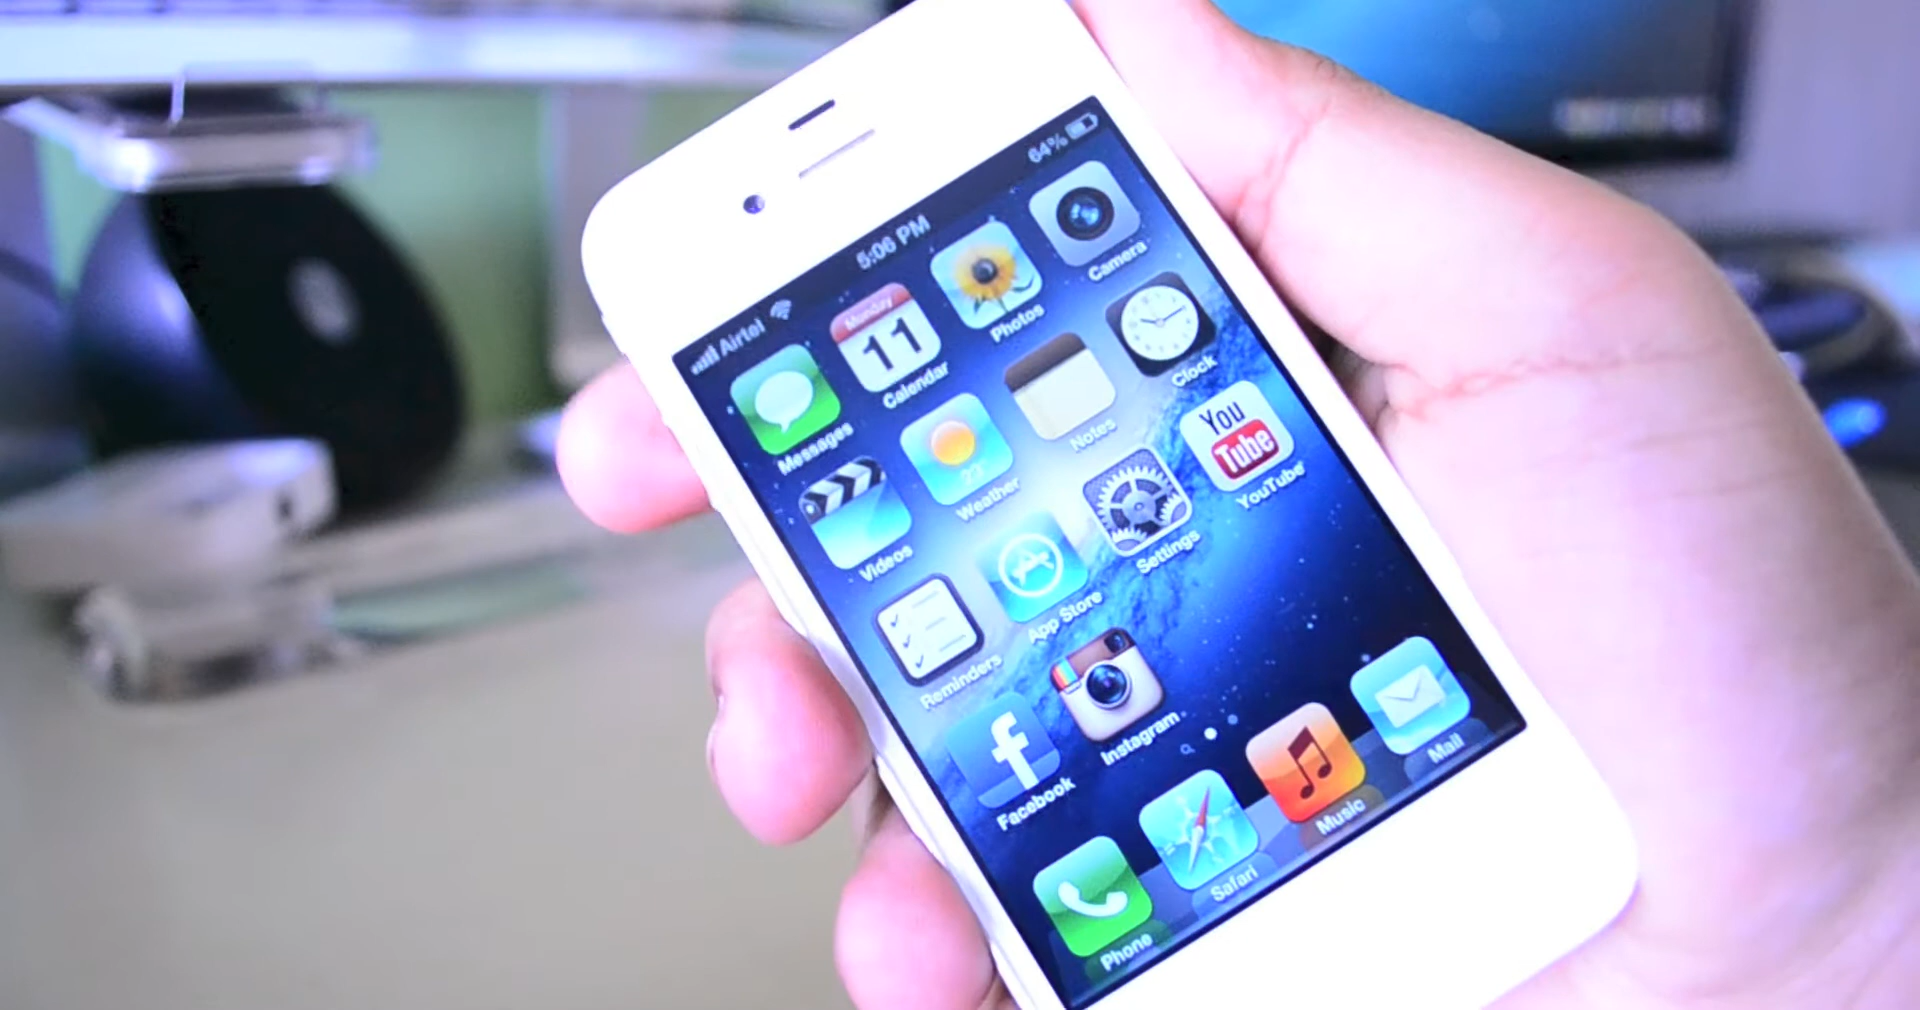 Airtel 5:06 PM 64%
Monday
11
23°
You
Tube
Messages Calendar Photos Camera
Videos Weather Notes Clock
Reminders App Store Settings YouTube
Facebook Instagram
Phone Safari Music Mail